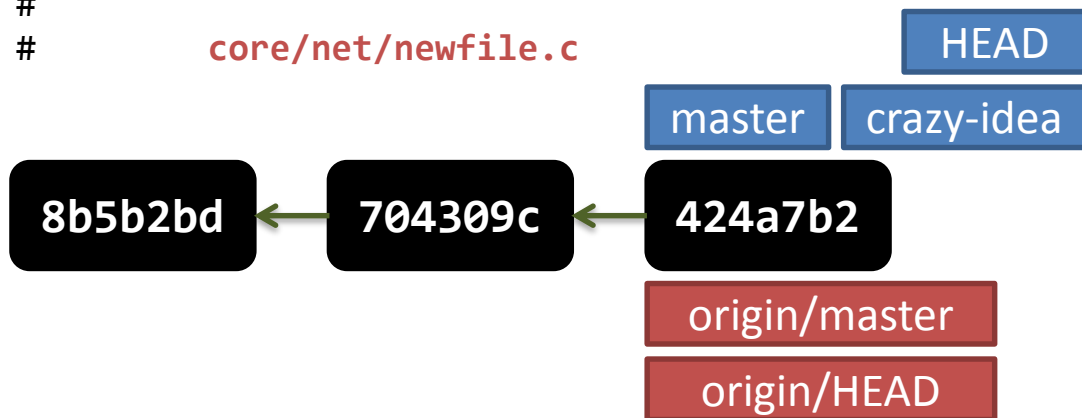 #
# core/net/newfile.c
HEAD
master crazy-idea
8b5b2bd 704309c 424a7b2
origin/master
origin/HEAD